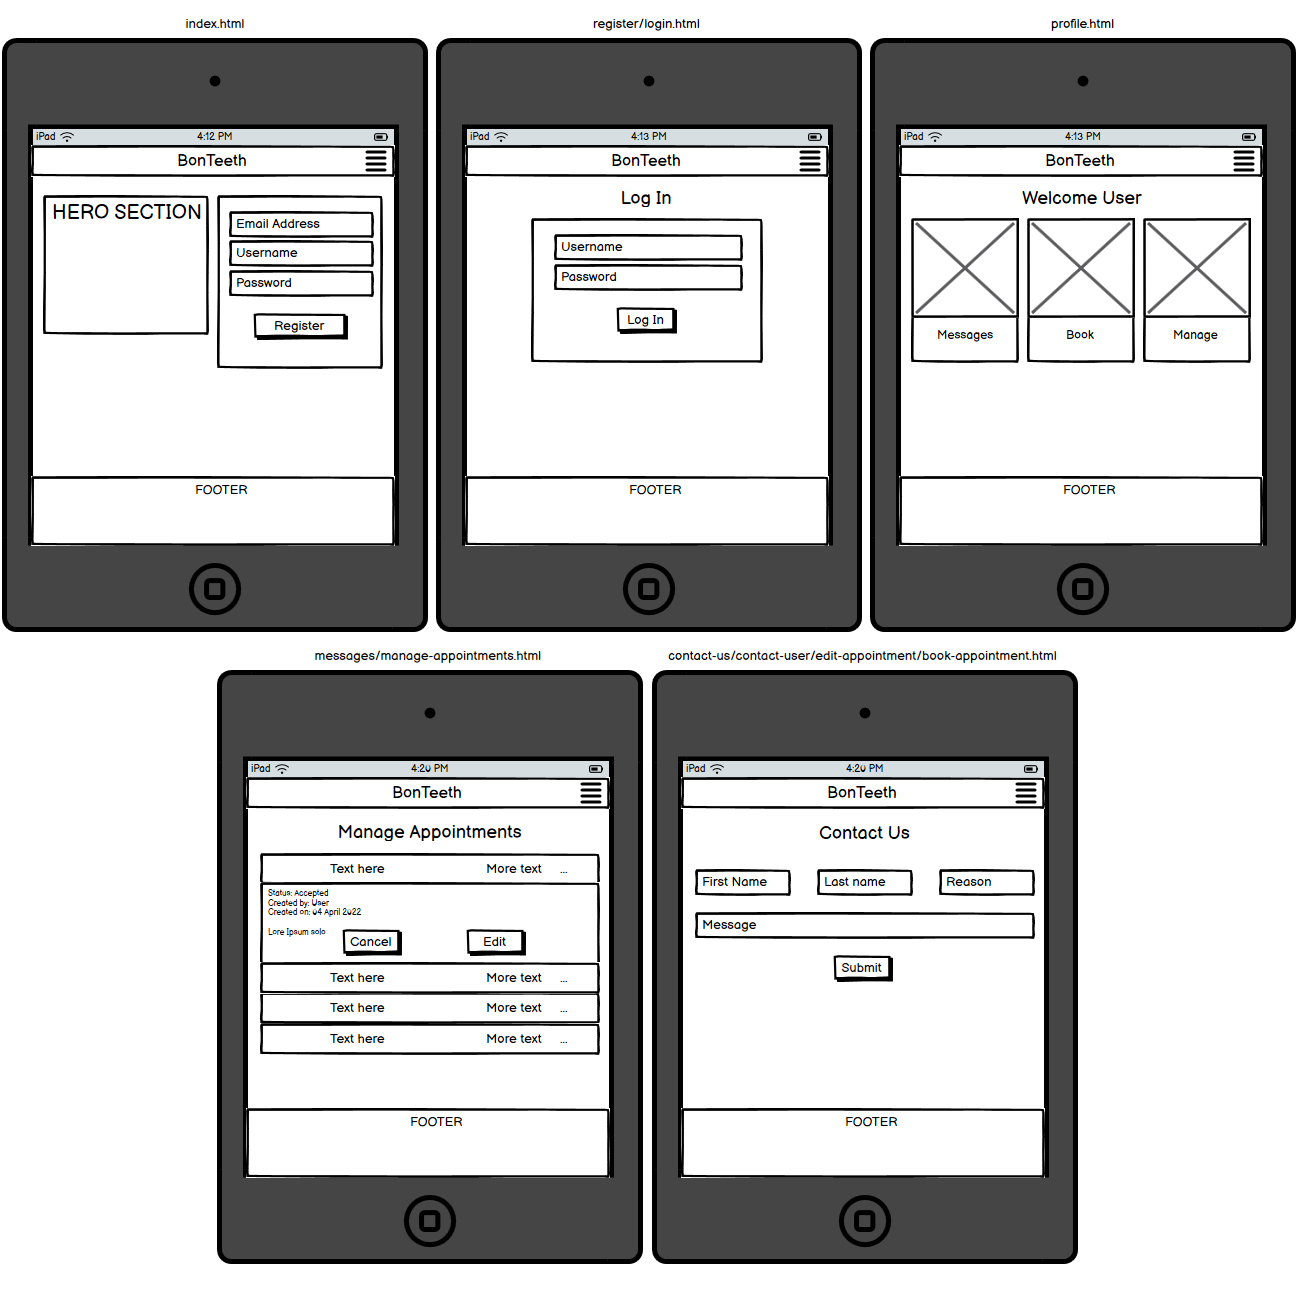 index.html
iPad 4:12 PM
BonTeeth
HERO SECTION
Email Address
Username
Password
Register
FOOTER
register/login.html
iPad 4:13 PM
BonTeeth
Log In
Username
Password
Log In
FOOTER
profile.html
iPad 4:13 PM
BonTeeth
Welcome User
Messages Book Manage
FOOTER
messages/manage-appointments.html
iPad 4:20 PM
BonTeeth
Manage Appointments
Text here More text ...
Status: Accepted
Created by: User
Created on: 04 April 2022
Lore Ipsum solo
Cancel Edit
Text here More text ...
Text here More text ...
Text here More text ...
FOOTER
contact-us/contact-user/edit-appointment/book-appointment.html
iPad 4:20 PM
BonTeeth
Contact Us
First Name Last name Reason
Message
Submit
FOOTER